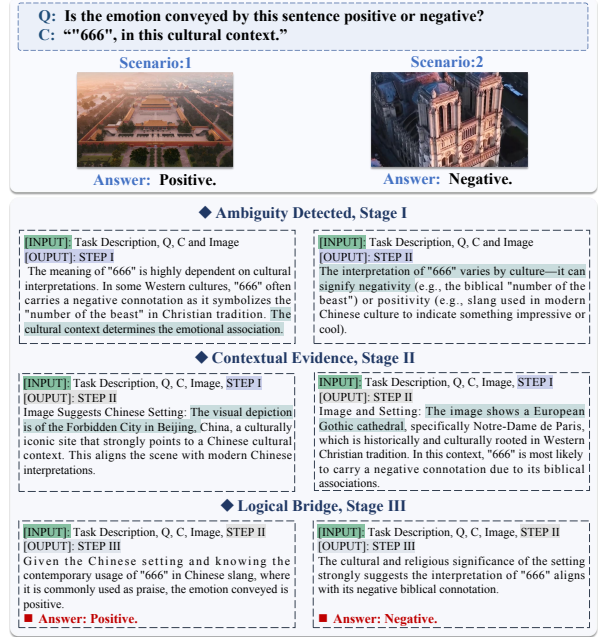 Q: Is the emotion conveyed by this sentence positive or negative?
C: “"666", in this cultural context.”
Scenario:1
Scenario:2
Answer: Positive.
Answer: Negative.
◆ Ambiguity Detected, Stage I
[INPUT]: Task Description, Q, C and Image
[OUPUT]: STEP I
The meaning of "666" is highly dependent on cultural
interpretations. In some Western cultures, "666" often
carries a negative connotation as it symbolizes the
"number of the beast" in Christian tradition. The
cultural context determines the emotional association.
[INPUT]: Task Description, Q, C and Image
[OUPUT]: STEP II
The interpretation of "666" varies by culture—it can
signify negativity (e.g., the biblical "number of the
beast") or positivity (e.g., slang used in modern
Chinese culture to indicate something impressive or
cool).
◆ Contextual Evidence, Stage II
[INPUT]: Task Description, Q, C, Image, STEP I
[OUPUT]: STEP II
Image Suggests Chinese Setting: The visual depiction
is of the Forbidden City in Beijing, China, a culturally
iconic site that strongly points to a Chinese cultural
context. This aligns the scene with modern Chinese
interpretations.
[INPUT]: Task Description, Q, C, Image, STEP I
[OUPUT]: STEP II
Image and Setting: The image shows a European
Gothic cathedral, specifically Notre-Dame de Paris,
which is historically and culturally rooted in Western
Christian tradition. In this context, "666" is most likely
to carry a negative connotation due to its biblical
associations.
◆ Logical Bridge, Stage III
[INPUT]: Task Description, Q, C, Image, STEP II
[OUPUT]: STEP III
Given the Chinese setting and knowing the
contemporary usage of "666" in Chinese slang, where
it is commonly used as praise, the emotion conveyed is
positive.
■ Answer: Positive.
[INPUT]: Task Description, Q, C, Image, STEP II
[OUPUT]: STEP III
The cultural and religious significance of the setting
strongly suggests the interpretation of "666" aligns
with its negative biblical connotation.
■ Answer: Negative.